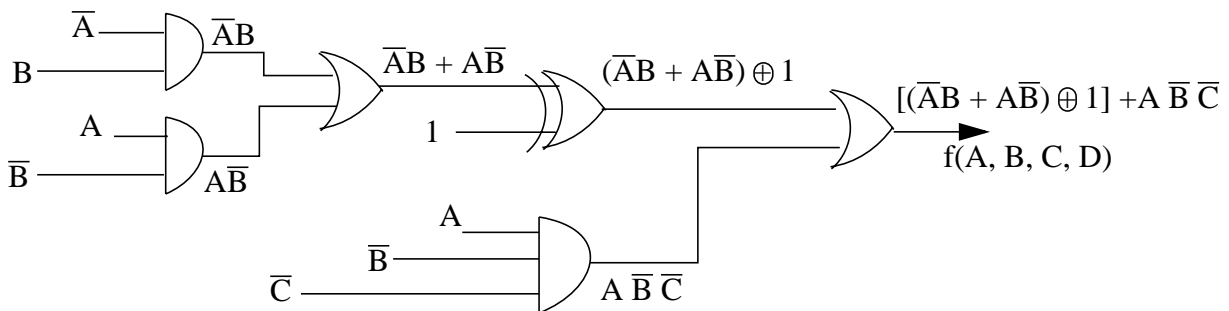 A̅
A̅B
B
A̅B + AB̅
(A̅B + AB̅) ⊕ 1
[(A̅B + AB̅) ⊕ 1] +A B̅ C̅
A
1
f(A, B, C, D)
B̅
AB̅
A
B̅
C̅
A B̅ C̅